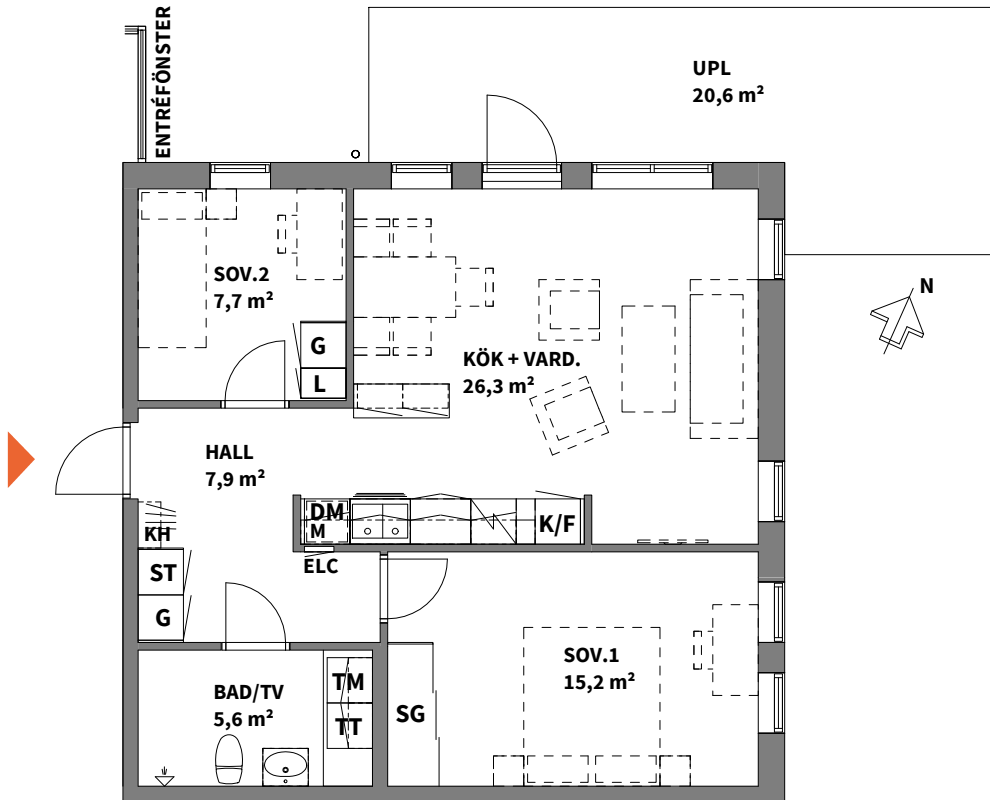 ENTRÉFÖNSTER
UPL
20,6 m²
SOV.2
7,7 m²
G
L
KÖK + VARD.
26,3 m²
N
HALL
7,9 m²
DM
M
K/F
KH
ELC
ST
G
SOV.1
15,2 m²
BAD/TV
5,6 m²
TM
TT
SG